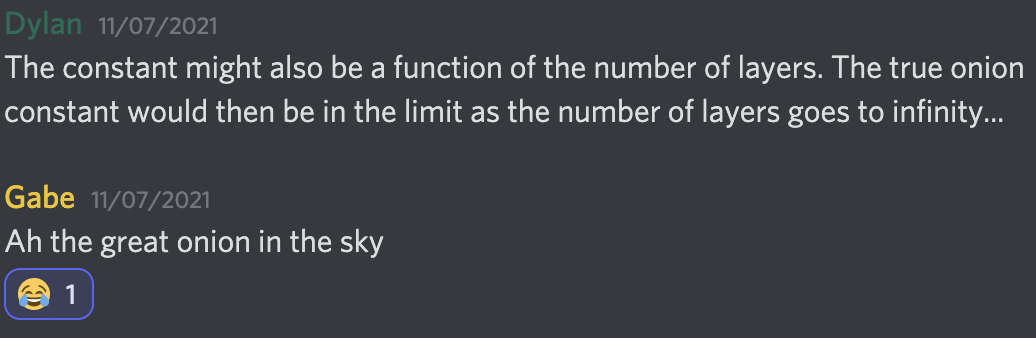 Dylan 11/07/2021
The constant might also be a function of the number of layers. The true onion
constant would then be in the limit as the number of layers goes to infinity...
Gabe 11/07/2021
Ah the great onion in the sky
😂 1